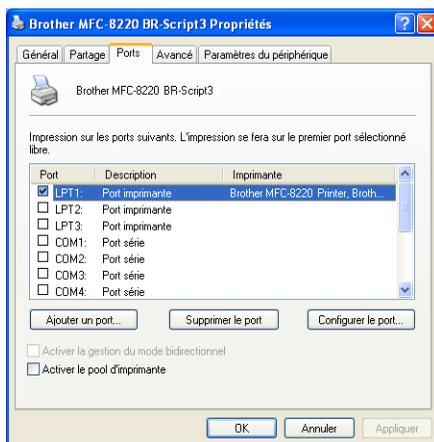 Brother MFC-8220 BR-Script3 Propriétés
Général Partage Ports Avancé Paramètres du périphérique
Brother MFC-8220 BR-Script3
Impression sur les ports suivants. L'impression se fera sur le premier port sélectionné
libre.
Port Description Imprimante
LPT1: Port imprimante Brother MFC-8220 Printer, Broth...
LPT2: Port imprimante
LPT3: Port imprimante
COM1: Port série
COM2: Port série
COM3: Port série
COM4: Port série
Ajouter un port... Supprimer le port Configurer le port...
Activer la gestion du mode bidirectionnel
Activer le pool d'imprimante
OK Annuler Appliquer